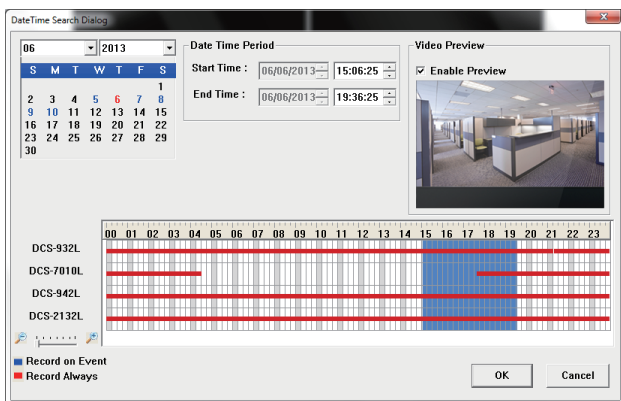 DateTime Search Dialog
06 2013
S M T W T F S
1
2 3 4 5 6 7 8
9 10 11 12 13 14 15
16 17 18 19 20 21 22
23 24 25 26 27 28 29
30
Date Time Period
Start Time : 06/06/2013 15:06:25
End Time : 06/06/2013 19:36:25
Video Preview
Enable Preview
00 01 02 03 04 05 06 07 08 09 10 11 12 13 14 15 16 17 18 19 20 21 22 23
DCS-932L
DCS-7010L
DCS-942L
DCS-2132L
Record on Event
Record Always
OK Cancel